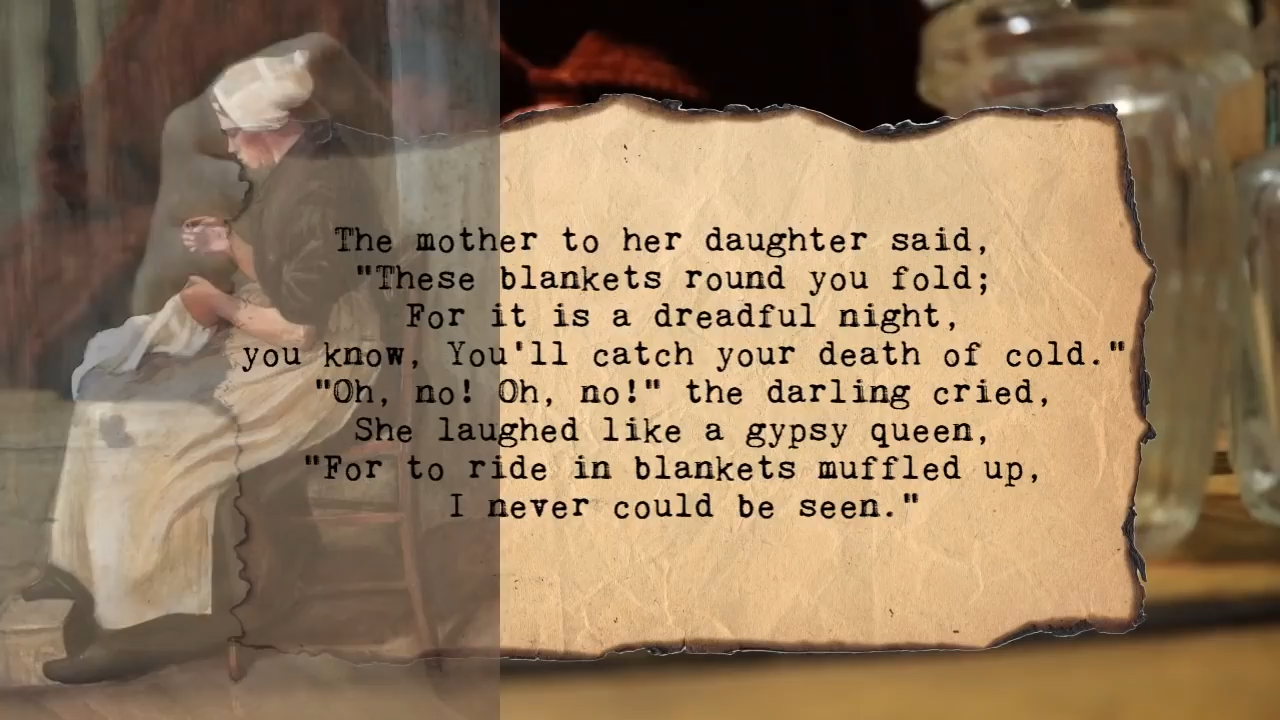 The mother to her daughter said,
"These blankets round you fold;
For it is a dreadful night,
you know, You'll catch your death of cold."
"Oh, no! Oh, no!" the darling cried,
She laughed like a gypsy queen,
"For to ride in blankets muffled up,
I never could be seen."